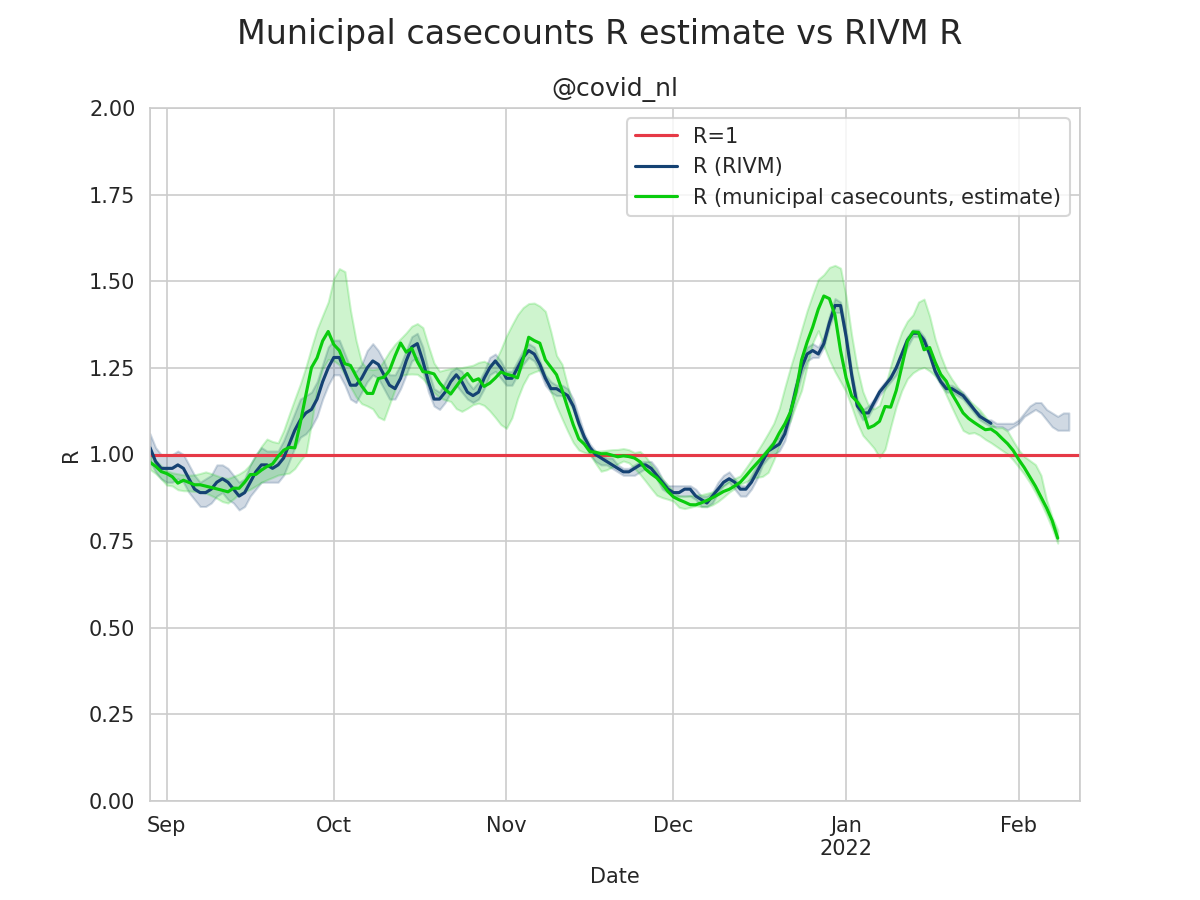 Municipal casecounts R estimate vs RIVM R
@covid_nl
2.00
1.75
1.50
1.25
1.00
0.75
0.50
0.25
0.00
R
R=1
R (RIVM)
R (municipal casecounts, estimate)
Sep
Oct
Nov
Dec
Jan
2022
Feb
Date